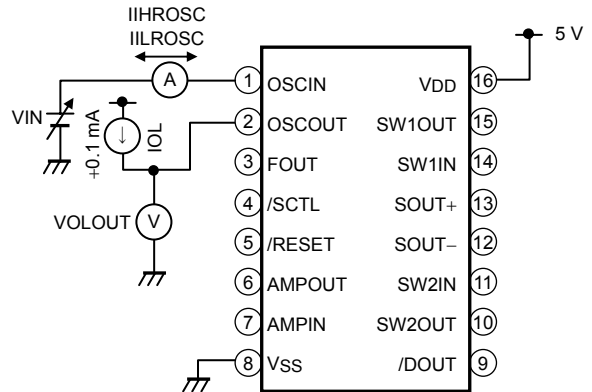 IIHROSC
IILROSC
A
VIN
+0.1 mA
↓
IOL
VOLOUT
V
1 OSCIN
2 OSCOUT
3 FOUT
4 /SCTL
5 /RESET
6 AMPOUT
7 AMPIN
8 VSS
VDD 16
SW1OUT 15
SW1IN 14
SOUT+ 13
SOUT− 12
SW2IN 11
SW2OUT 10
/DOUT 9
5 V